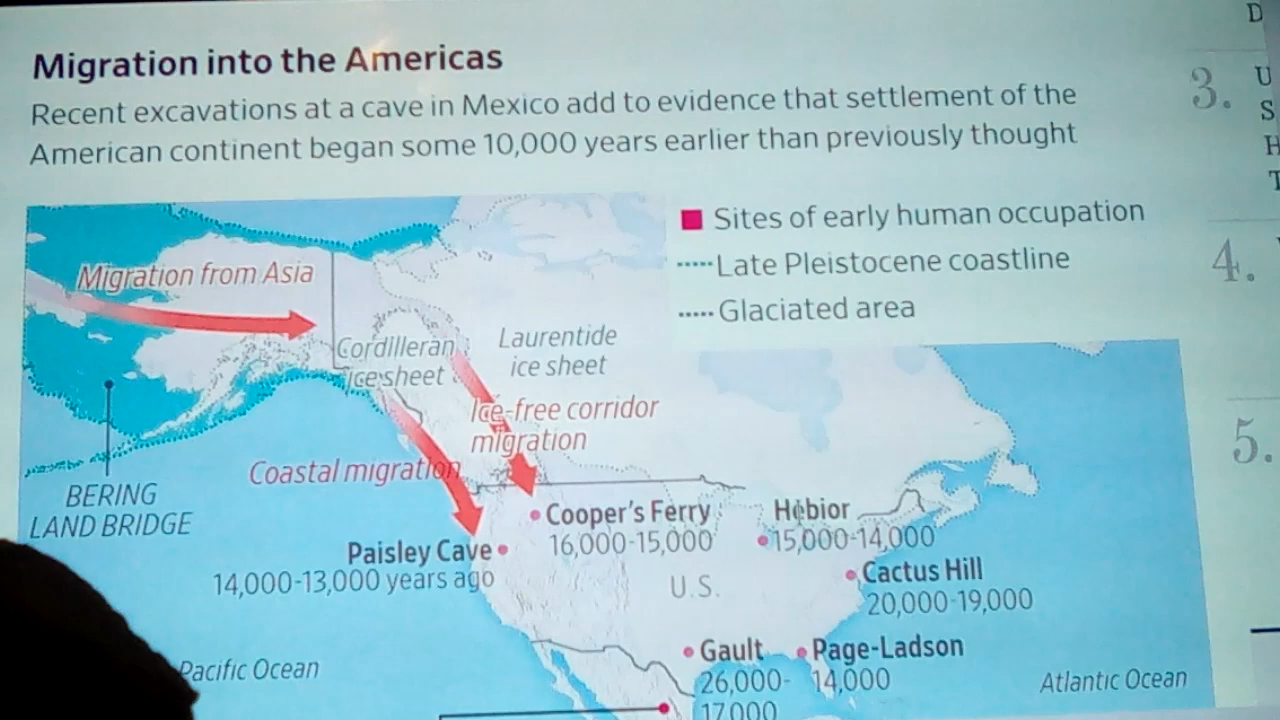 Migration into the Americas
Recent excavations at a cave in Mexico add to evidence that settlement of the
American continent began some 10,000 years earlier than previously thought
Sites of early human occupation
Late Pleistocene coastline
Glaciated area
Migration from Asia
Cordilleran
ice sheet
Laurentide
ice sheet
Ice-free corridor
migration
Coastal migration
BERING
LAND BRIDGE
Cooper's Ferry
16,000-15,000
Hebior
15,000-14,000
Paisley Cave
14,000-13,000 years ago
Cactus Hill
20,000-19,000
U.S.
Gault
26,000-
17,000
Page-Ladson
14,000
Pacific Ocean
Atlantic Ocean
D
3.
U
S
H
T
4.
5.